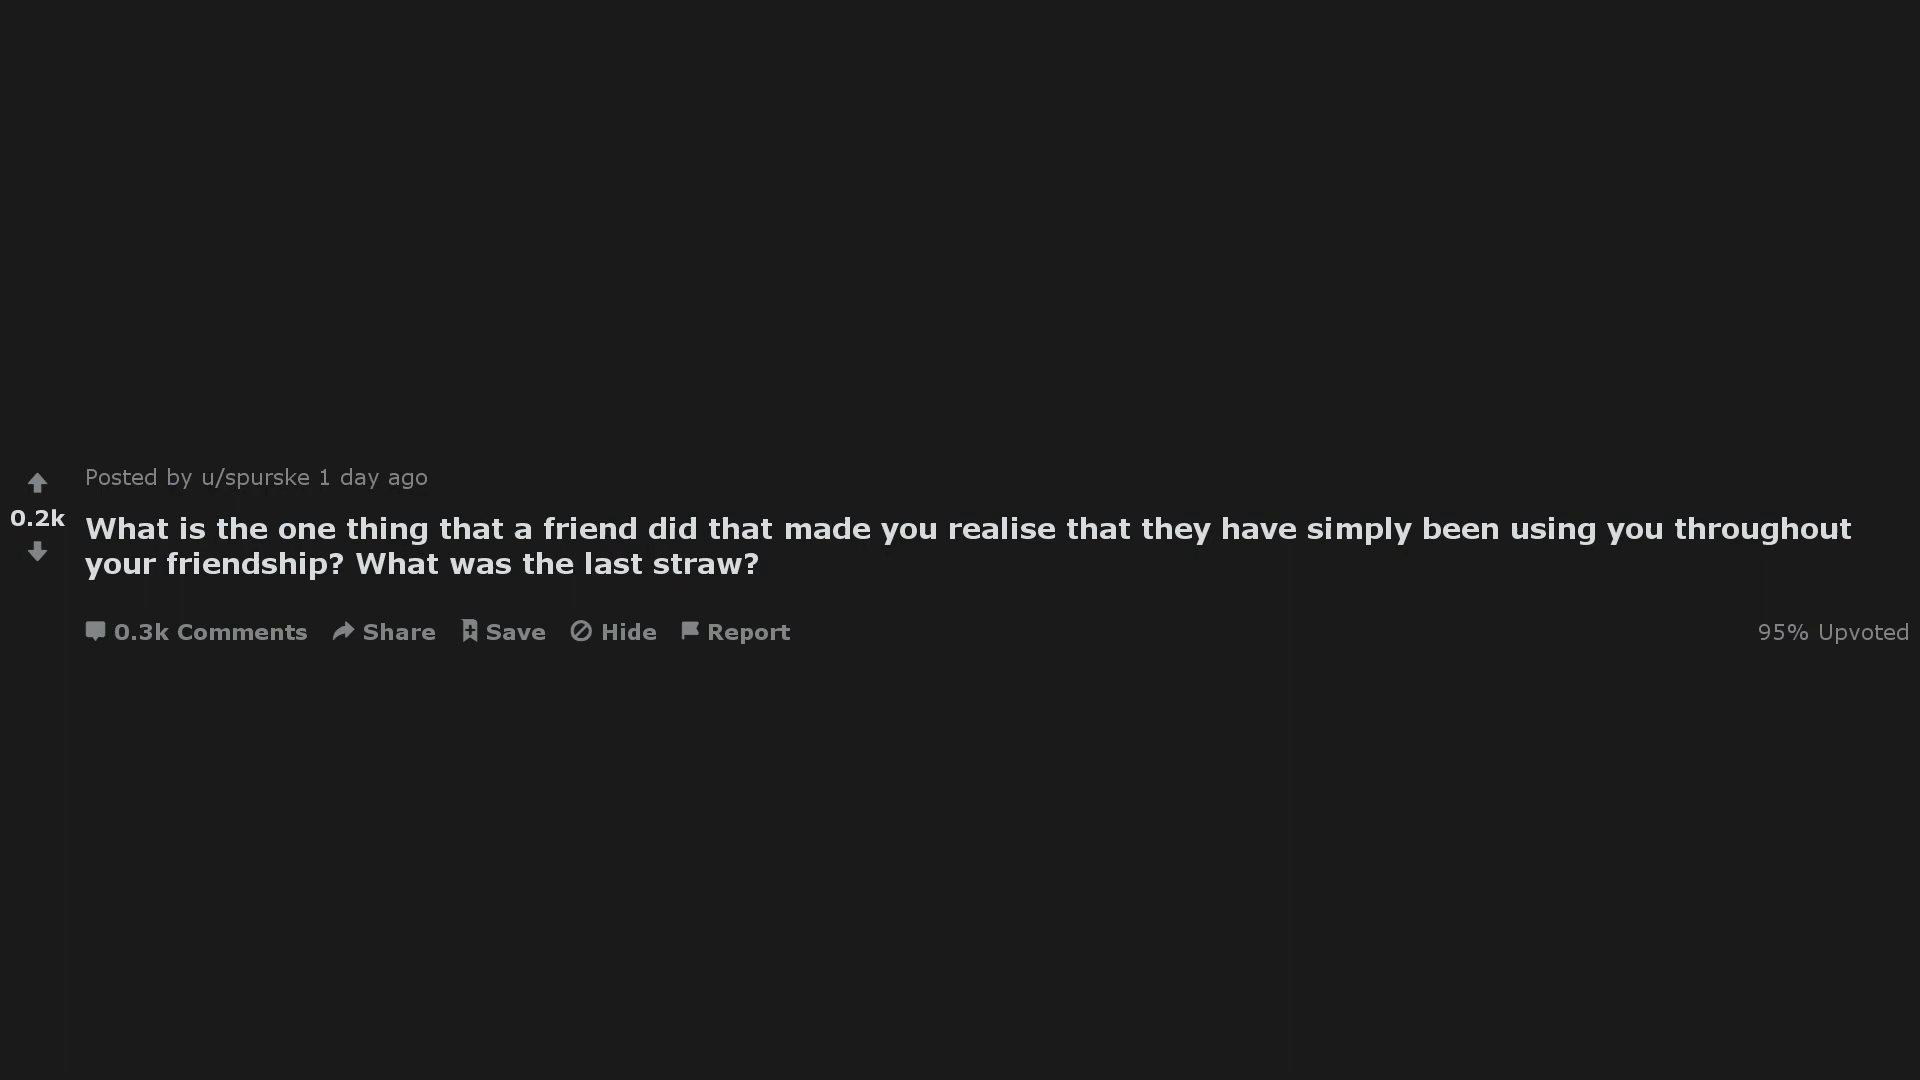 Posted by u/spurske 1 day ago
0.2k
What is the one thing that a friend did that made you realise that they have simply been using you throughout
your friendship? What was the last straw?
0.3k Comments Share Save Hide Report 95% Upvoted